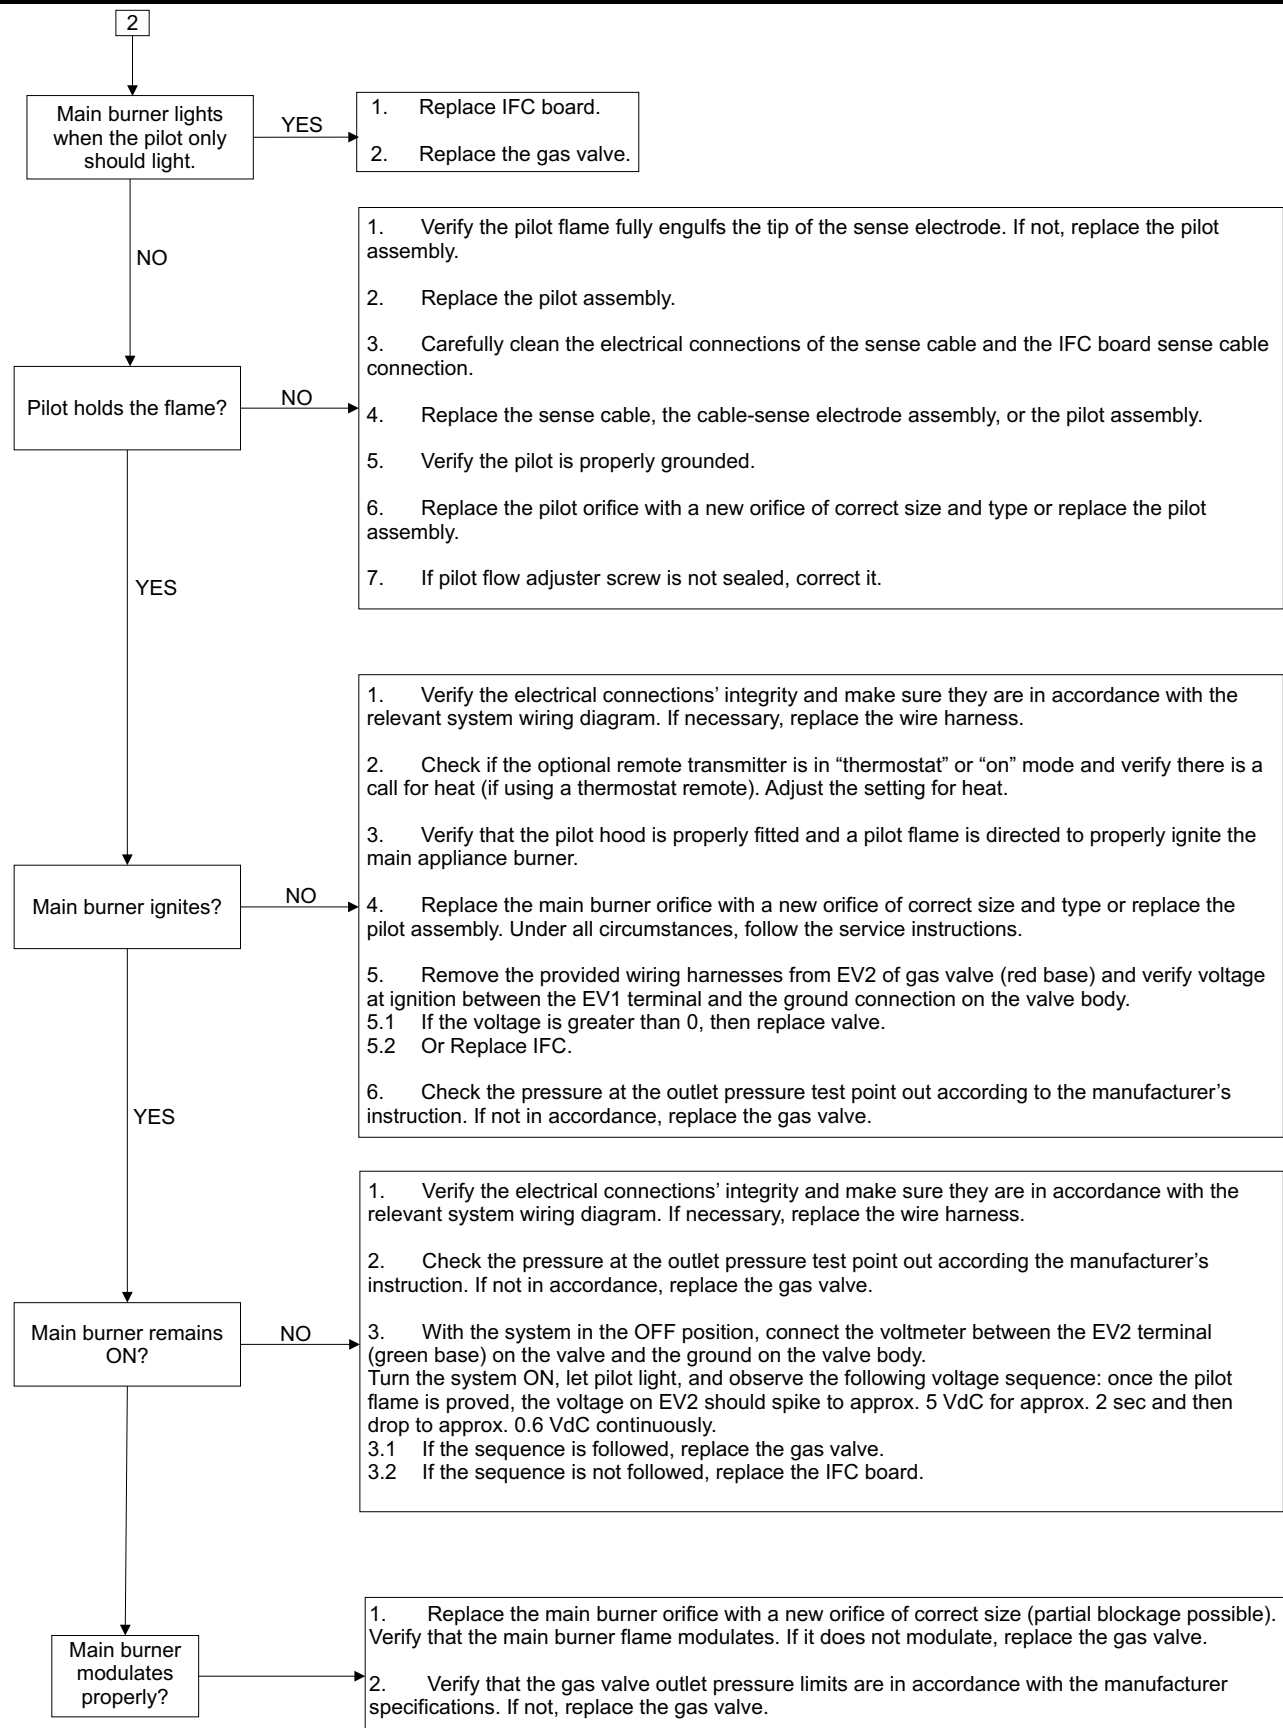 2
Main burner lights
when the pilot only
should light.
YES
1. Replace IFC board.
2. Replace the gas valve.
NO
1. Verify the pilot flame fully engulfs the tip of the sense electrode. If not, replace the pilot
assembly.
2. Replace the pilot assembly.
3. Carefully clean the electrical connections of the sense cable and the IFC board sense cable
connection.
4. Replace the sense cable, the cable-sense electrode assembly, or the pilot assembly.
5. Verify the pilot is properly grounded.
6. Replace the pilot orifice with a new orifice of correct size and type or replace the pilot
assembly.
7. If pilot flow adjuster screw is not sealed, correct it.
Pilot holds the flame?
NO
YES
1. Verify the electrical connections’ integrity and make sure they are in accordance with the
relevant system wiring diagram. If necessary, replace the wire harness.
2. Check if the optional remote transmitter is in “thermostat” or “on” mode and verify there is a
call for heat (if using a thermostat remote). Adjust the setting for heat.
3. Verify that the pilot hood is properly fitted and a pilot flame is directed to properly ignite the
main appliance burner.
4. Replace the main burner orifice with a new orifice of correct size and type or replace the
pilot assembly. Under all circumstances, follow the service instructions.
5. Remove the provided wiring harnesses from EV2 of gas valve (red base) and verify voltage
at ignition between the EV1 terminal and the ground connection on the valve body.
5.1 If the voltage is greater than 0, then replace valve.
5.2 Or Replace IFC.
6. Check the pressure at the outlet pressure test point out according to the manufacturer’s
instruction. If not in accordance, replace the gas valve.
Main burner ignites?
NO
YES
1. Verify the electrical connections’ integrity and make sure they are in accordance with the
relevant system wiring diagram. If necessary, replace the wire harness.
2. Check the pressure at the outlet pressure test point out according the manufacturer’s
instruction. If not in accordance, replace the gas valve.
3. With the system in the OFF position, connect the voltmeter between the EV2 terminal
(green base) on the valve and the ground on the valve body.
Turn the system ON, let pilot light, and observe the following voltage sequence: once the pilot
flame is proved, the voltage on EV2 should spike to approx. 5 VdC for approx. 2 sec and then
drop to approx. 0.6 VdC continuously.
3.1 If the sequence is followed, replace the gas valve.
3.2 If the sequence is not followed, replace the IFC board.
Main burner remains
ON?
NO
1. Replace the main burner orifice with a new orifice of correct size (partial blockage possible).
Verify that the main burner flame modulates. If it does not modulate, replace the gas valve.
2. Verify that the gas valve outlet pressure limits are in accordance with the manufacturer
specifications. If not, replace the gas valve.
Main burner
modulates
properly?